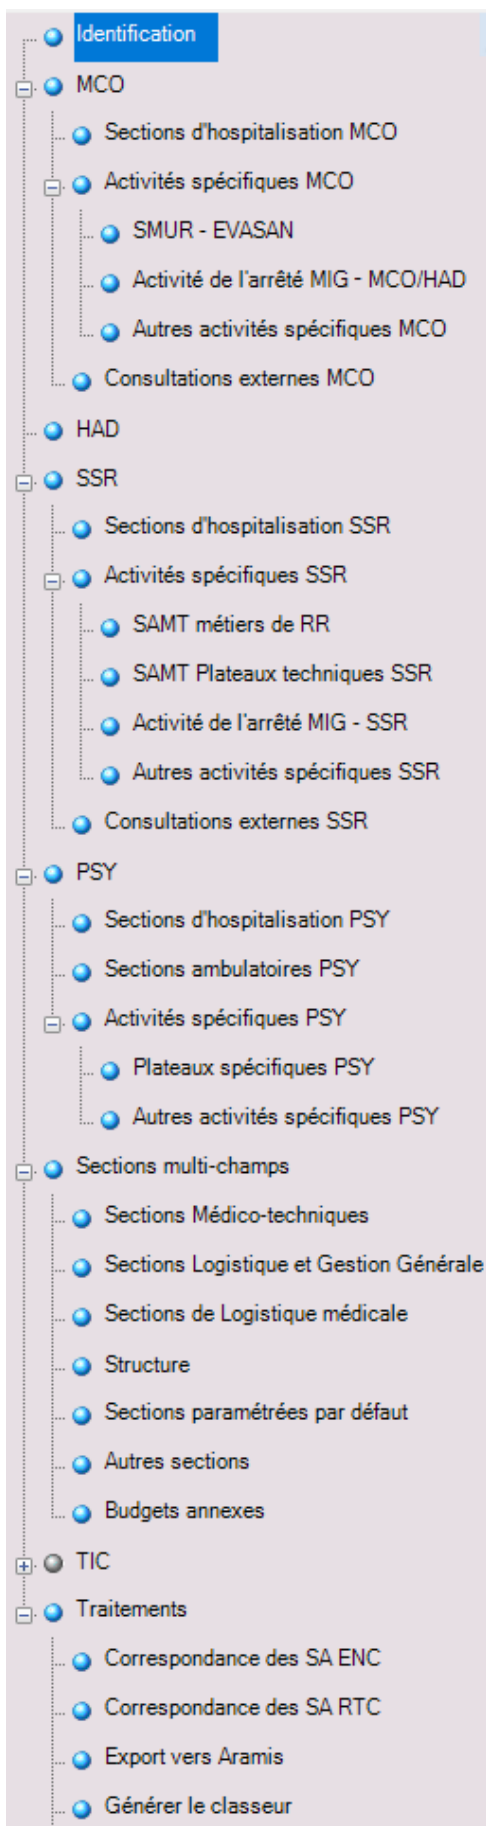 Identification
MCO
Sections d'hospitalisation MCO
Activités spécifiques MCO
SMUR - EVASAN
Activité de l'arrêté MIG - MCO/HAD
Autres activités spécifiques MCO
Consultations externes MCO
HAD
SSR
Sections d'hospitalisation SSR
Activités spécifiques SSR
SAMT métiers de RR
SAMT Plateaux techniques SSR
Activité de l'arrêté MIG - SSR
Autres activités spécifiques SSR
Consultations externes SSR
PSY
Sections d'hospitalisation PSY
Sections ambulatoires PSY
Activités spécifiques PSY
Plateaux spécifiques PSY
Autres activités spécifiques PSY
Sections multi-champs
Sections Médico-techniques
Sections Logistique et Gestion Générale
Sections de Logistique médicale
Structure
Sections paramétrées par défaut
Autres sections
Budgets annexes
TIC
Traitements
Correspondance des SA ENC
Correspondance des SA RTC
Export vers Aramis
Générer le classeur